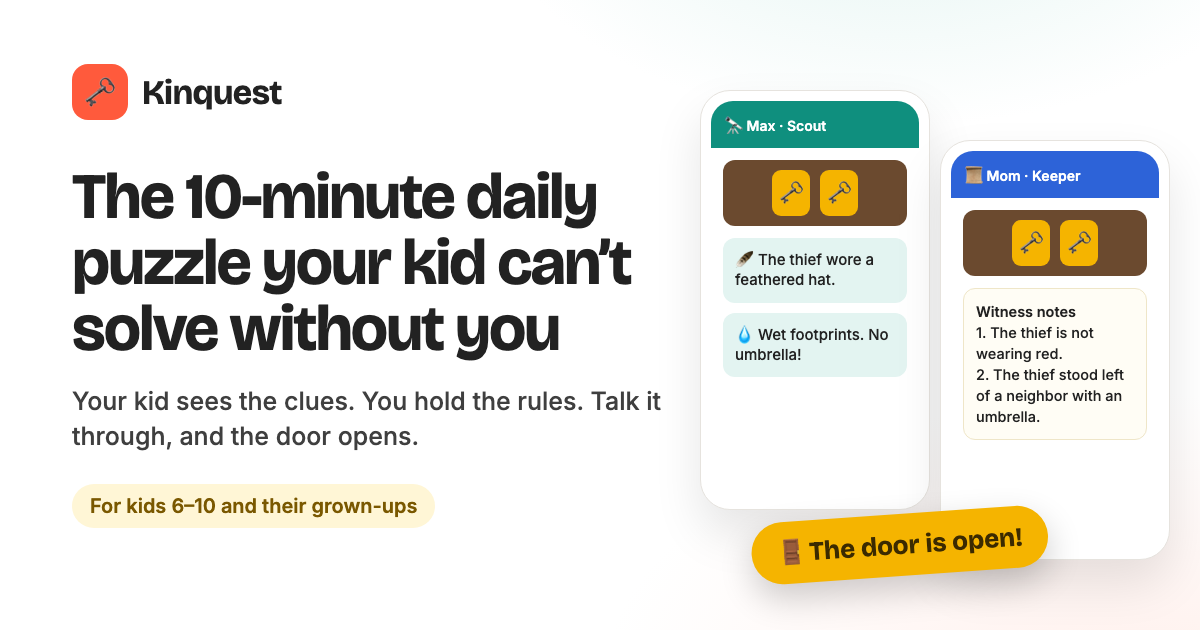 Kinquest
The 10-minute daily
puzzle your kid can’t
solve without you
Your kid sees the clues. You hold the rules. Talk it
through, and the door opens.
For kids 6–10 and their grown-ups
Max · Scout
The thief wore a
feathered hat.
Wet footprints. No
umbrella!
Mom · Keeper
Witness notes
1. The thief is not
wearing red.
2. The thief stood left
of a neighbor with an
umbrella.
The door is open!